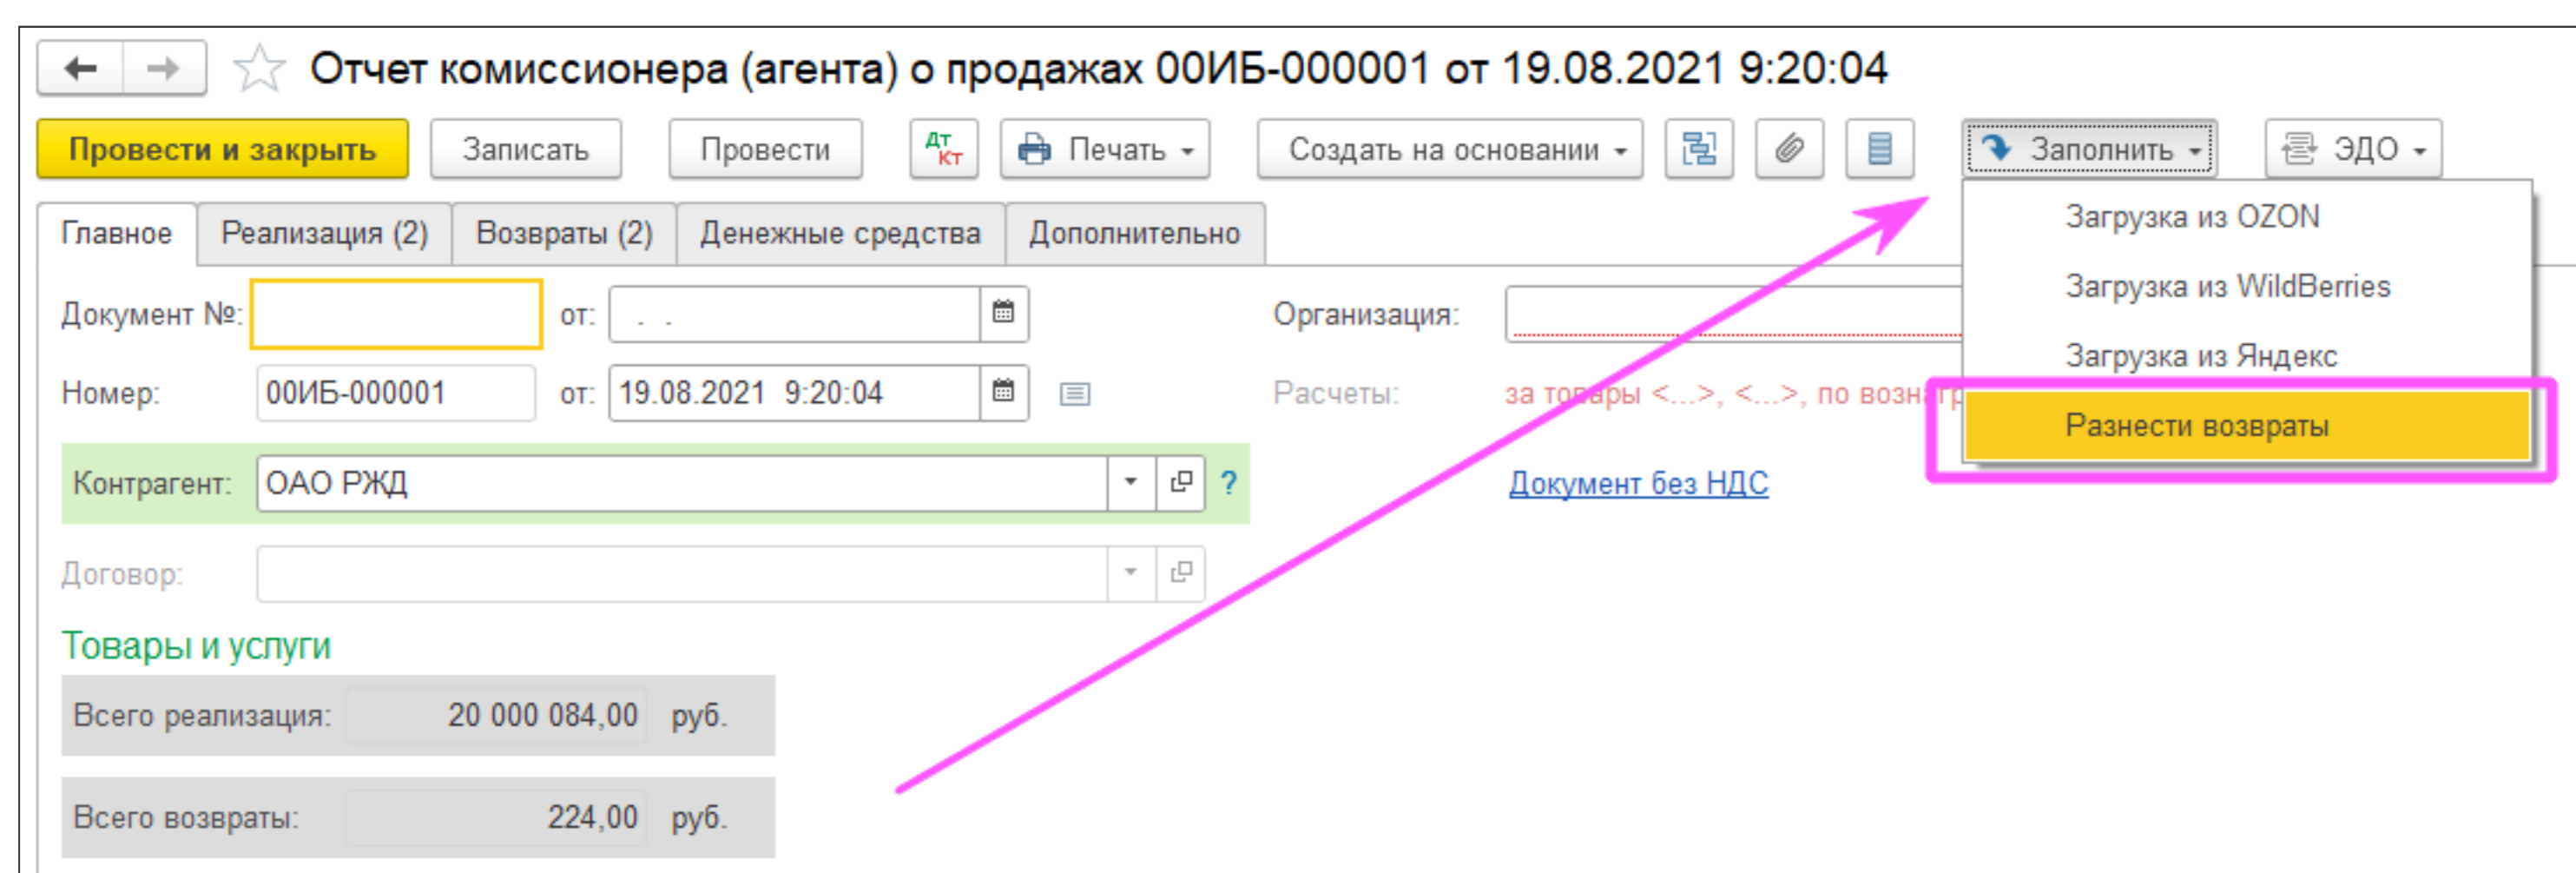 Отчет комиссионера (агента) о продажах 00ИБ-000001 от 19.08.2021 9:20:04
Провести и закрыть Записать Провести Дт Кт Печать Создать на основании Заполнить ЭДО
Загрузка из OZON
Загрузка из WildBerries
Загрузка из Яндекс
Разнести возвраты
Главное Реализация (2) Возвраты (2) Денежные средства Дополнительно
Документ №: от: . . Организация:
Номер: 00ИБ-000001 от: 19.08.2021 9:20:04 Расчеты: за товары <...>, <...>, по вознагр
Контрагент: ОАО РЖД ? Документ без НДС
Договор:
Товары и услуги
Всего реализация: 20 000 084,00 руб.
Всего возвраты: 224,00 руб.